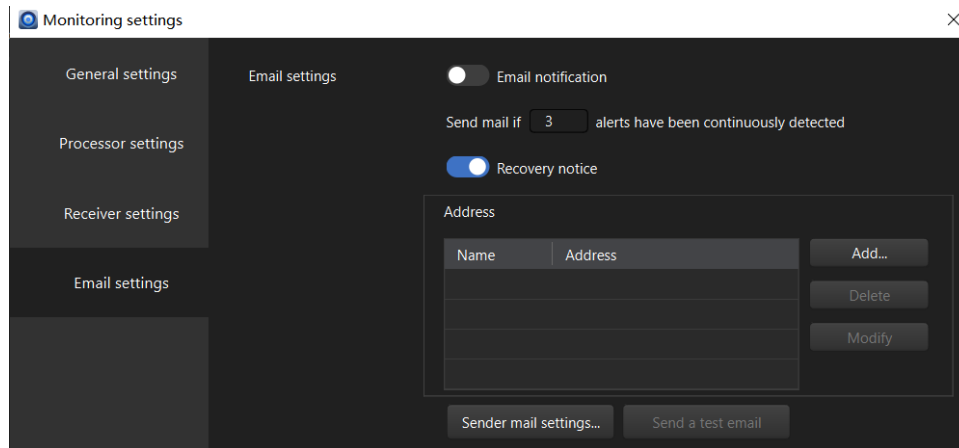 Monitoring settings
General settings
Processor settings
Receiver settings
Email settings
Email settings
Email notification
Send mail if 3 alerts have been continuously detected
Recovery notice
Address
Name Address
Add...
Delete
Modify
Sender mail settings...
Send a test email